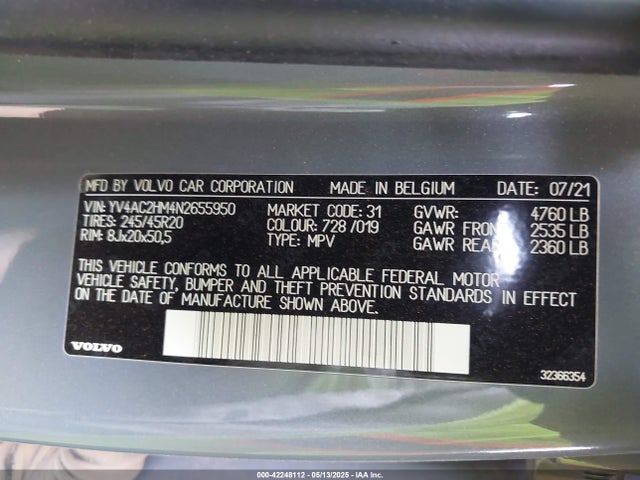 MFD BY VOLVO CAR CORPORATION MADE IN BELGIUM DATE: 07/21
VIN: YV4AC2HM4N2655950 MARKET CODE: 31 GVWR: 4760 LB
TIRES: 245/45R20 COLOUR: 728 /019 GAWR FRONT: 2535 LB
RIM: 8Jx20x50,5 TYPE: MPV GAWR REAR: 2360 LB
THIS VEHICLE CONFORMS TO ALL APPLICABLE FEDERAL MOTOR
VEHICLE SAFETY, BUMPER AND THEFT PREVENTION STANDARDS IN EFFECT
ON THE DATE OF MANUFACTURE SHOWN ABOVE.
VOLVO
32366354
000-42248112 - 05/13/2025 - IAA Inc.